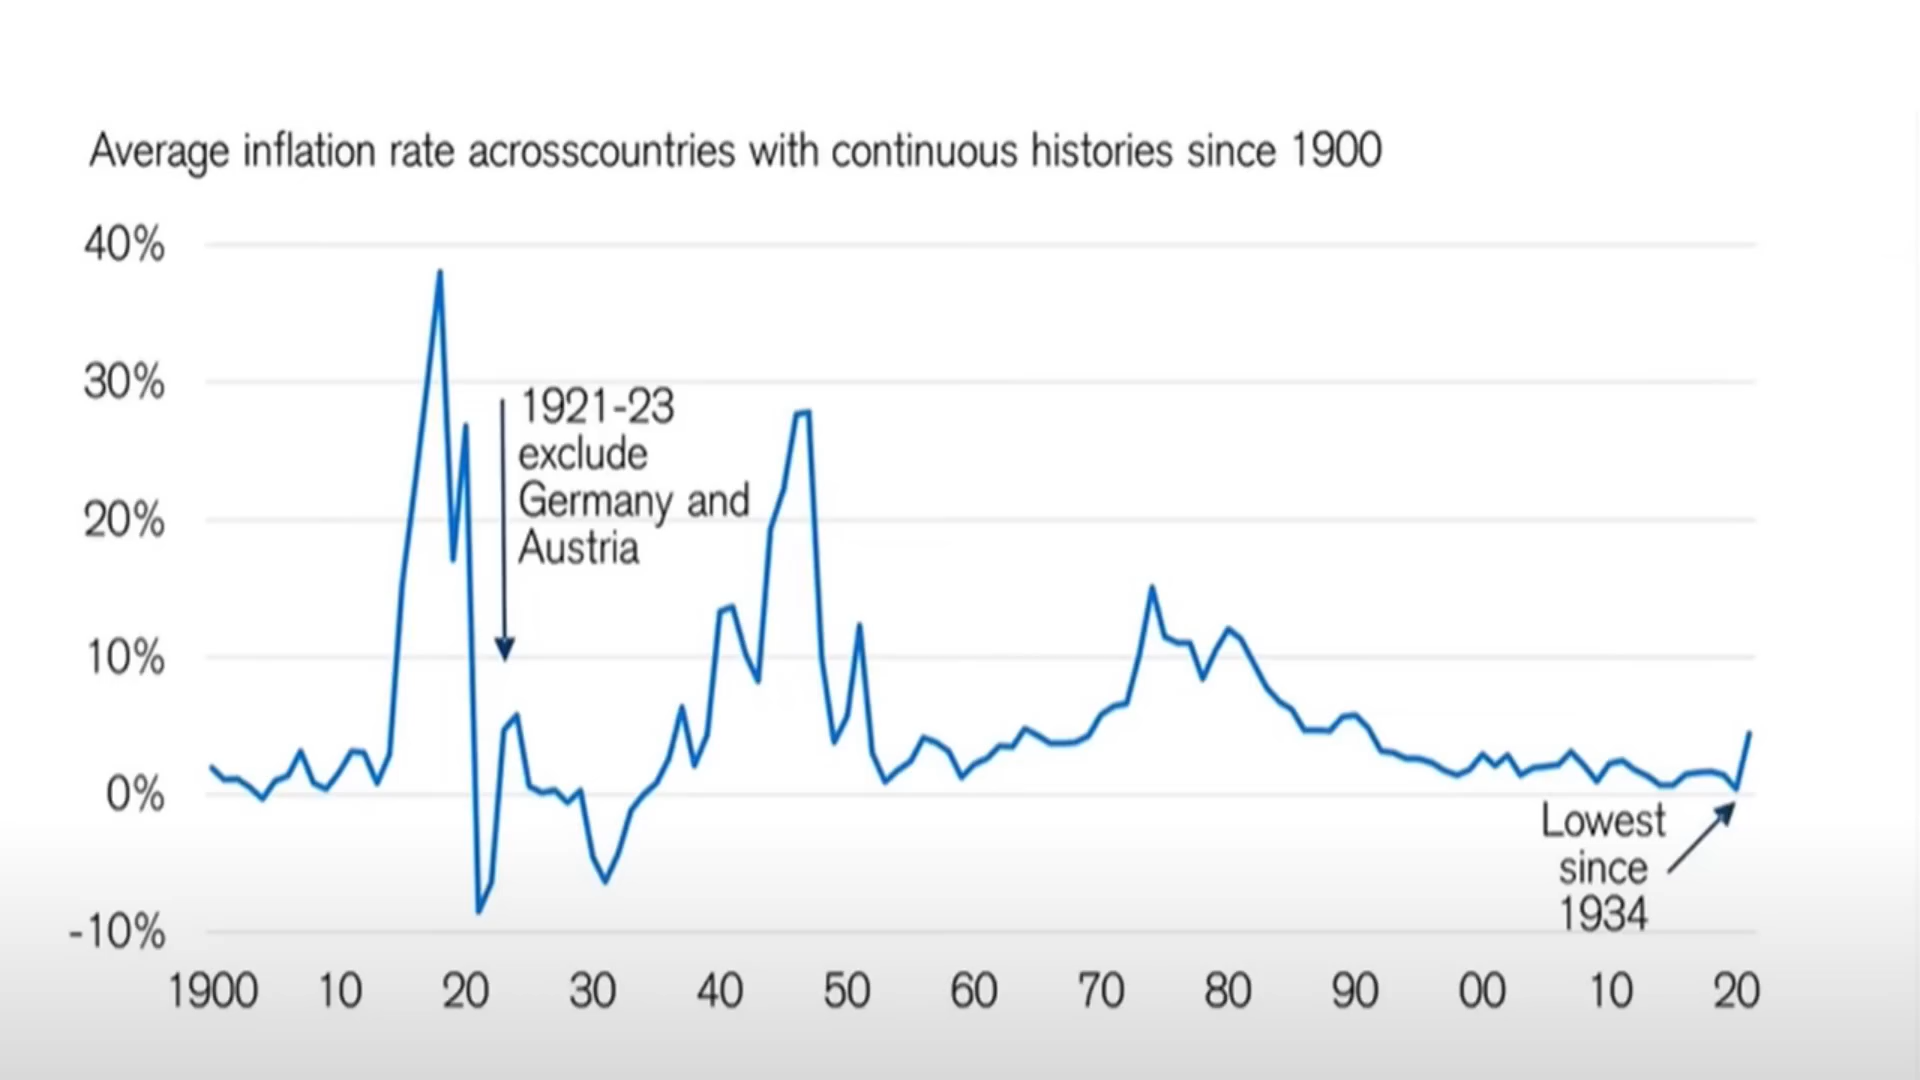 Average inflation rate acrosscountries with continuous histories since 1900
40%
30%
20%
10%
0%
-10%
1921-23
exclude
Germany and
Austria
Lowest
since
1934
1900 10 20 30 40 50 60 70 80 90 00 10 20